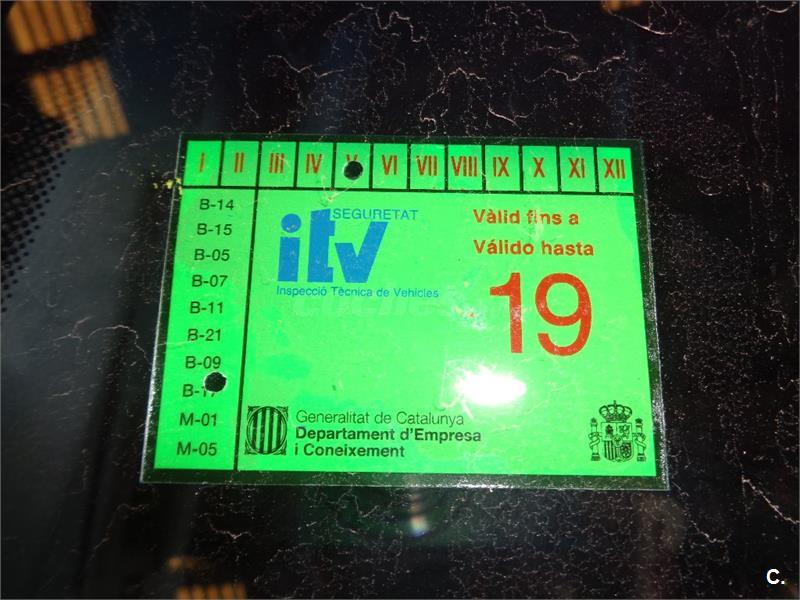 I II III IV V VI VII VIII IX X XI XII
B-14
B-15
B-05
B-07
B-11
B-21
B-09
B-17
M-01
M-05
SEGURETAT
itv
Inspecció Tècnica de Vehicles
Vàlid fins a
Válido hasta
19
Generalitat de Catalunya
Departament d'Empresa
i Coneixement
C.